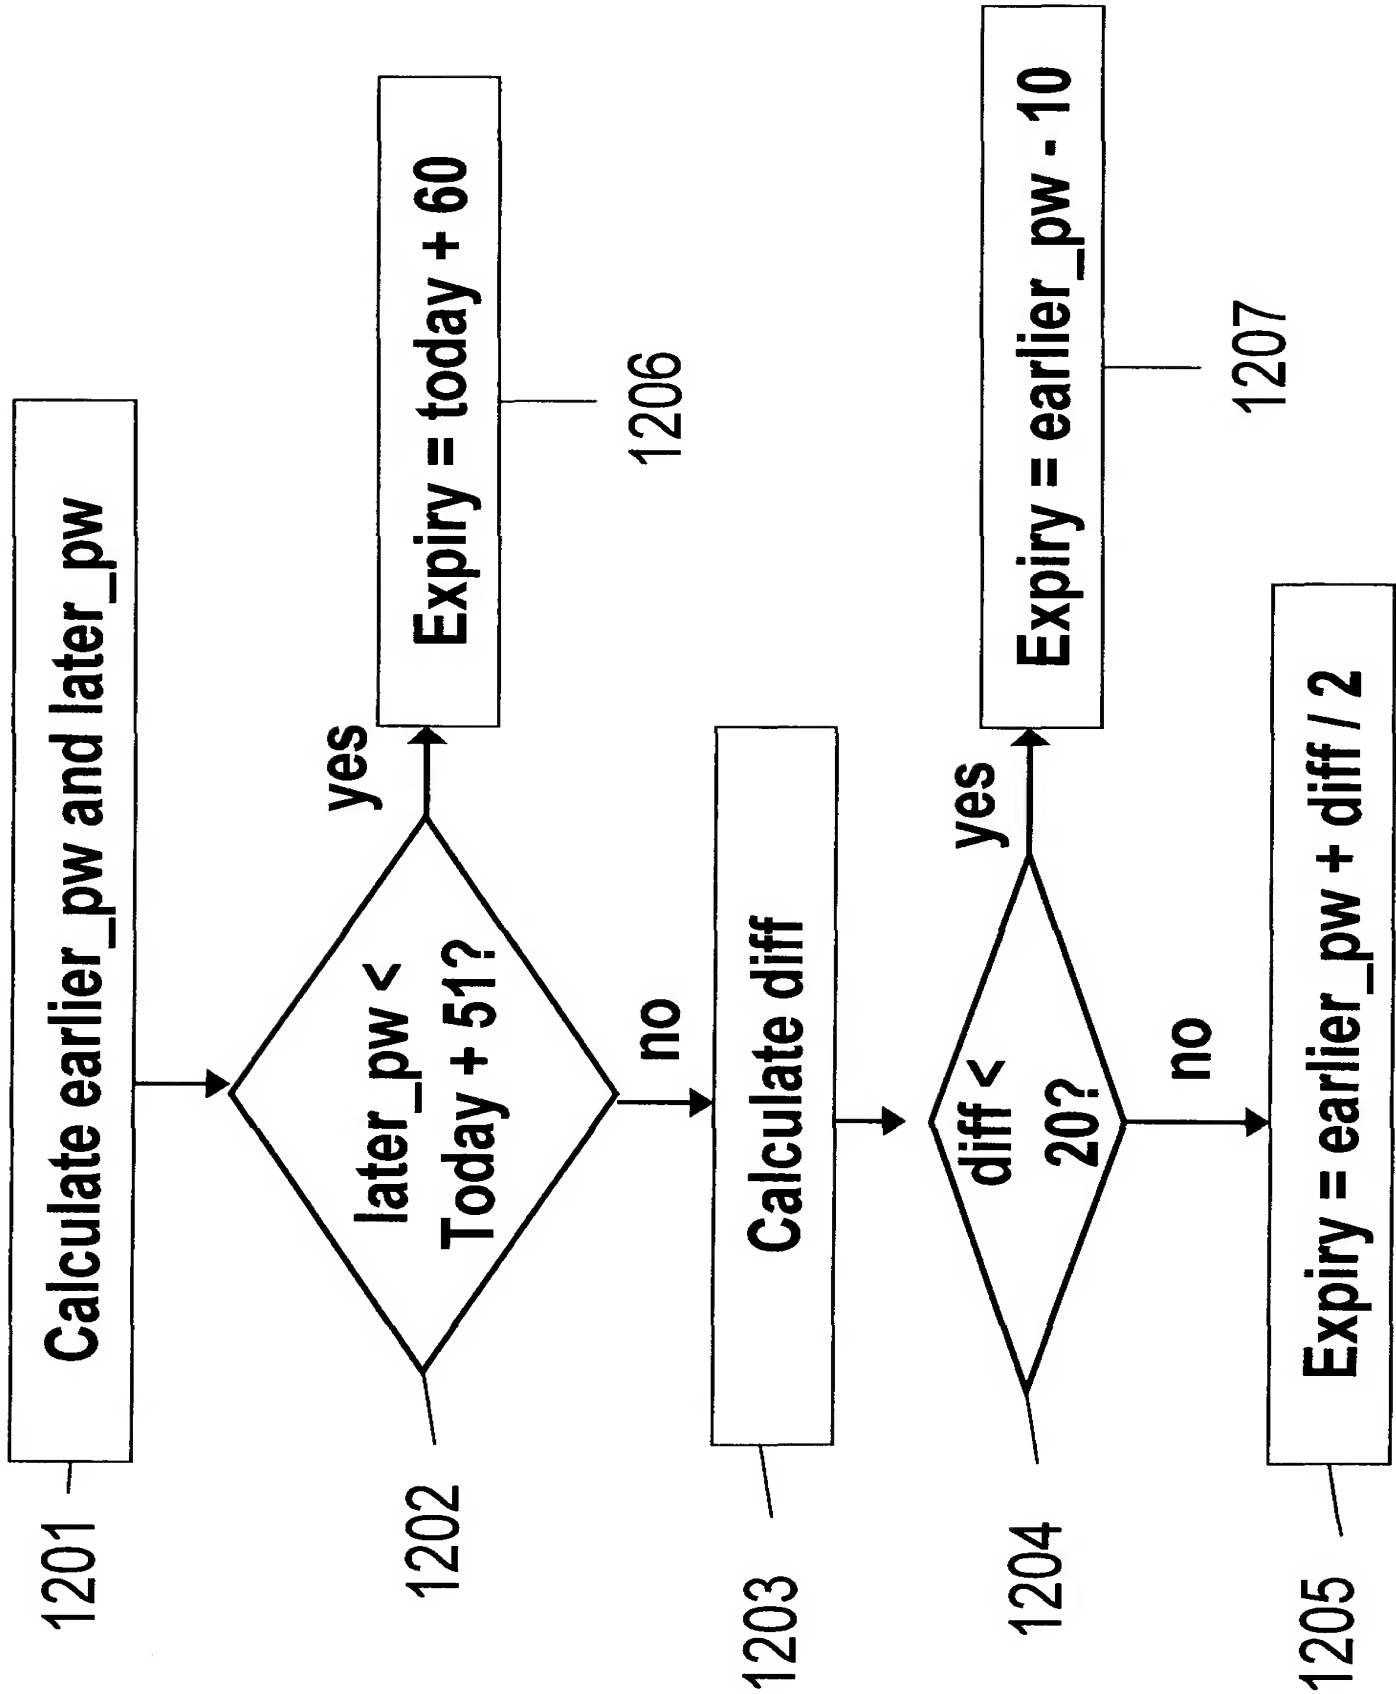 1201
Calculate earlier_pw and later_pw
1202
later_pw <
Today + 51?
yes
Expiry = today + 60
1206
no
1203
Calculate diff
1204
diff <
20?
yes
Expiry = earlier_pw - 10
1207
no
1205
Expiry = earlier_pw + diff / 2